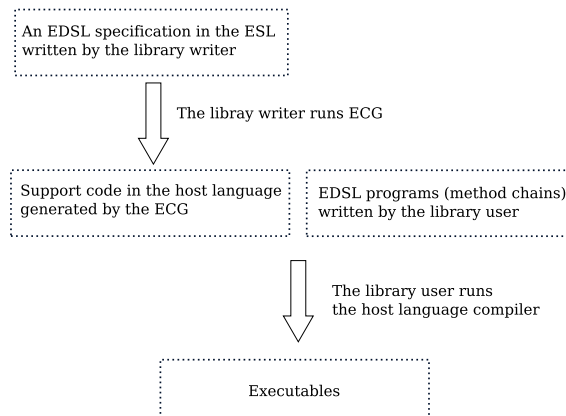 An EDSL specification in the ESL
written by the library writer
The libray writer runs ECG
Support code in the host language
generated by the ECG
EDSL programs (method chains)
written by the library user
The library user runs
the host language compiler
Executables